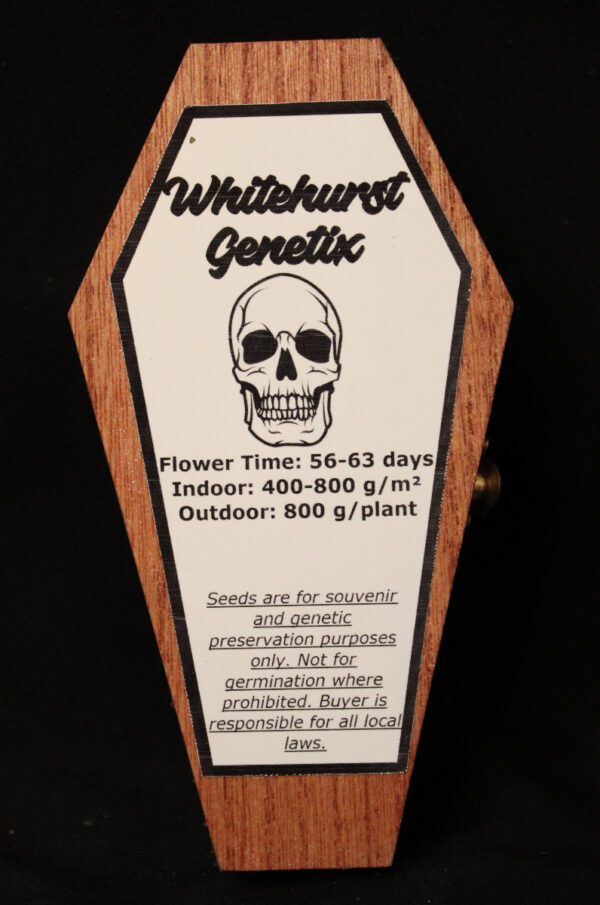 Whitehurst
Genetix
Flower Time: 56-63 days
Indoor: 400-800 g/m²
Outdoor: 800 g/plant
Seeds are for souvenir
and genetic
preservation purposes
only. Not for
germination where
prohibited. Buyer is
responsible for all local
laws.